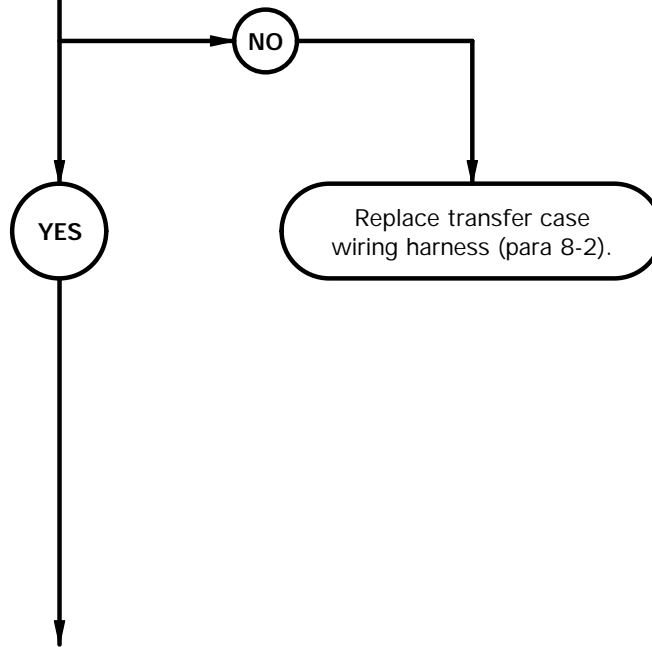 NO
YES
Replace transfer case
wiring harness (para 8-2).